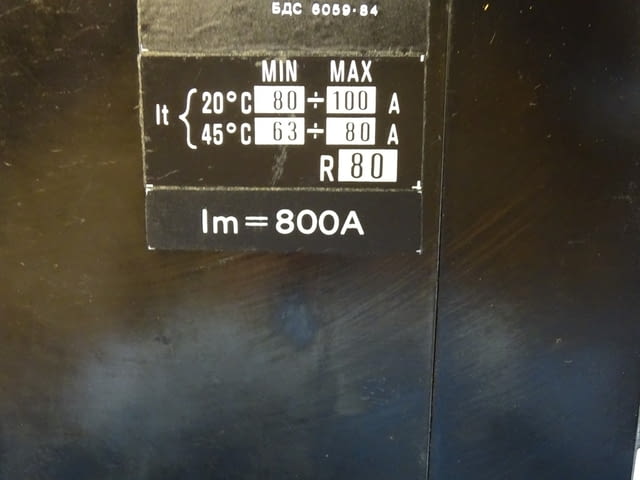 БДС 6059·84
MIN MAX
It { 20°C 80 ÷ 100 A
45°C 63 ÷ 80 A
R 80
Im = 800A